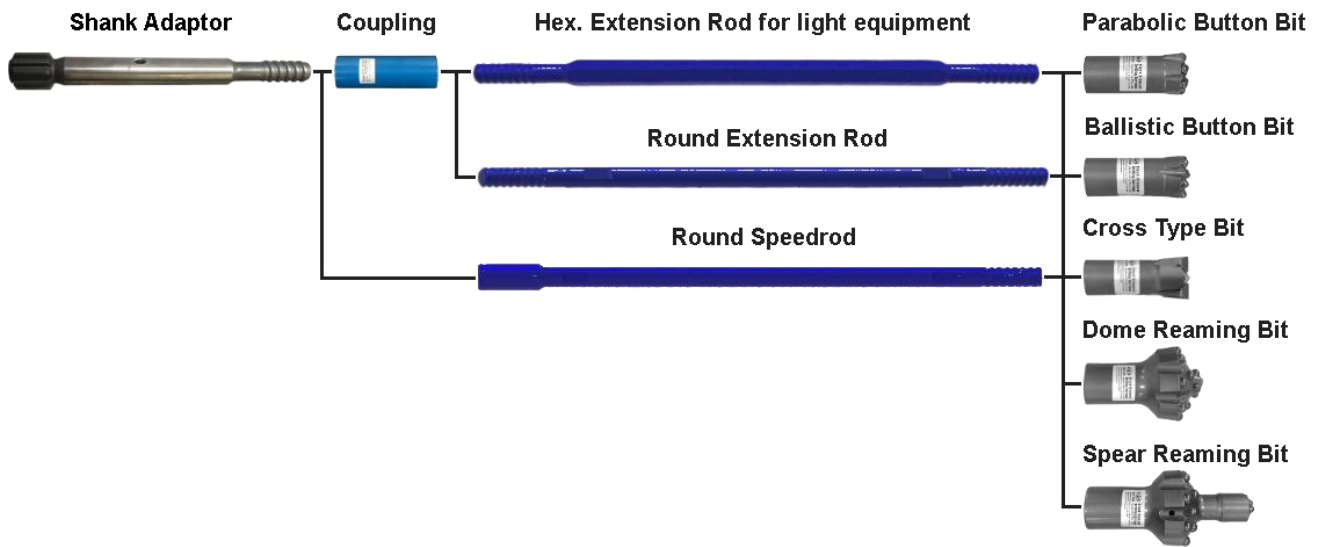 Shank Adaptor
Coupling
Hex. Extension Rod for light equipment
Parabolic Button Bit
Ballistic Button Bit
Round Extension Rod
Cross Type Bit
Round Speedrod
Dome Reaming Bit
Spear Reaming Bit